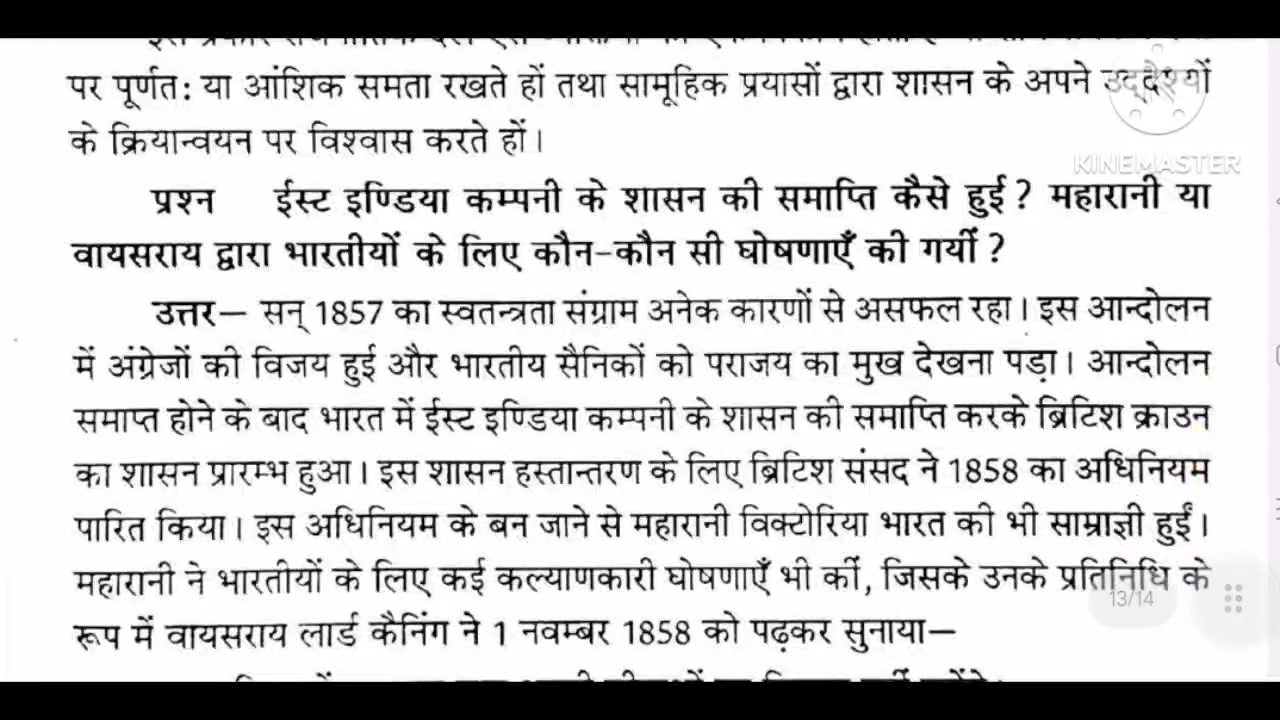 पर पूर्णत: या आंशिक समता रखते हों तथा सामूहिक प्रयासों द्वारा शासन के अपने उद्देश्यों
के क्रियान्वयन पर विश्वास करते हों।
KINEMASTER
प्रश्न ईस्ट इण्डिया कम्पनी के शासन की समाप्ति कैसे हुई? महारानी या
वायसराय द्वारा भारतीयों के लिए कौन-कौन सी घोषणाएँ की गयीं?
उत्तर— सन् 1857 का स्वतन्त्रता संग्राम अनेक कारणों से असफल रहा। इस आन्दोलन
में अंग्रेजों की विजय हुई और भारतीय सैनिकों को पराजय का मुख देखना पड़ा। आन्दोलन
समाप्त होने के बाद भारत में ईस्ट इण्डिया कम्पनी के शासन की समाप्ति करके ब्रिटिश क्राउन
का शासन प्रारम्भ हुआ। इस शासन हस्तान्तरण के लिए ब्रिटिश संसद ने 1858 का अधिनियम
पारित किया। इस अधिनियम के बन जाने से महारानी विक्टोरिया भारत की भी साम्राज्ञी हुईं।
महारानी ने भारतीयों के लिए कई कल्याणकारी घोषणाएँ भी कीं, जिसके उनके प्रतिनिधि के
13/14
रूप में वायसराय लार्ड कैनिंग ने 1 नवम्बर 1858 को पढ़कर सुनाया—